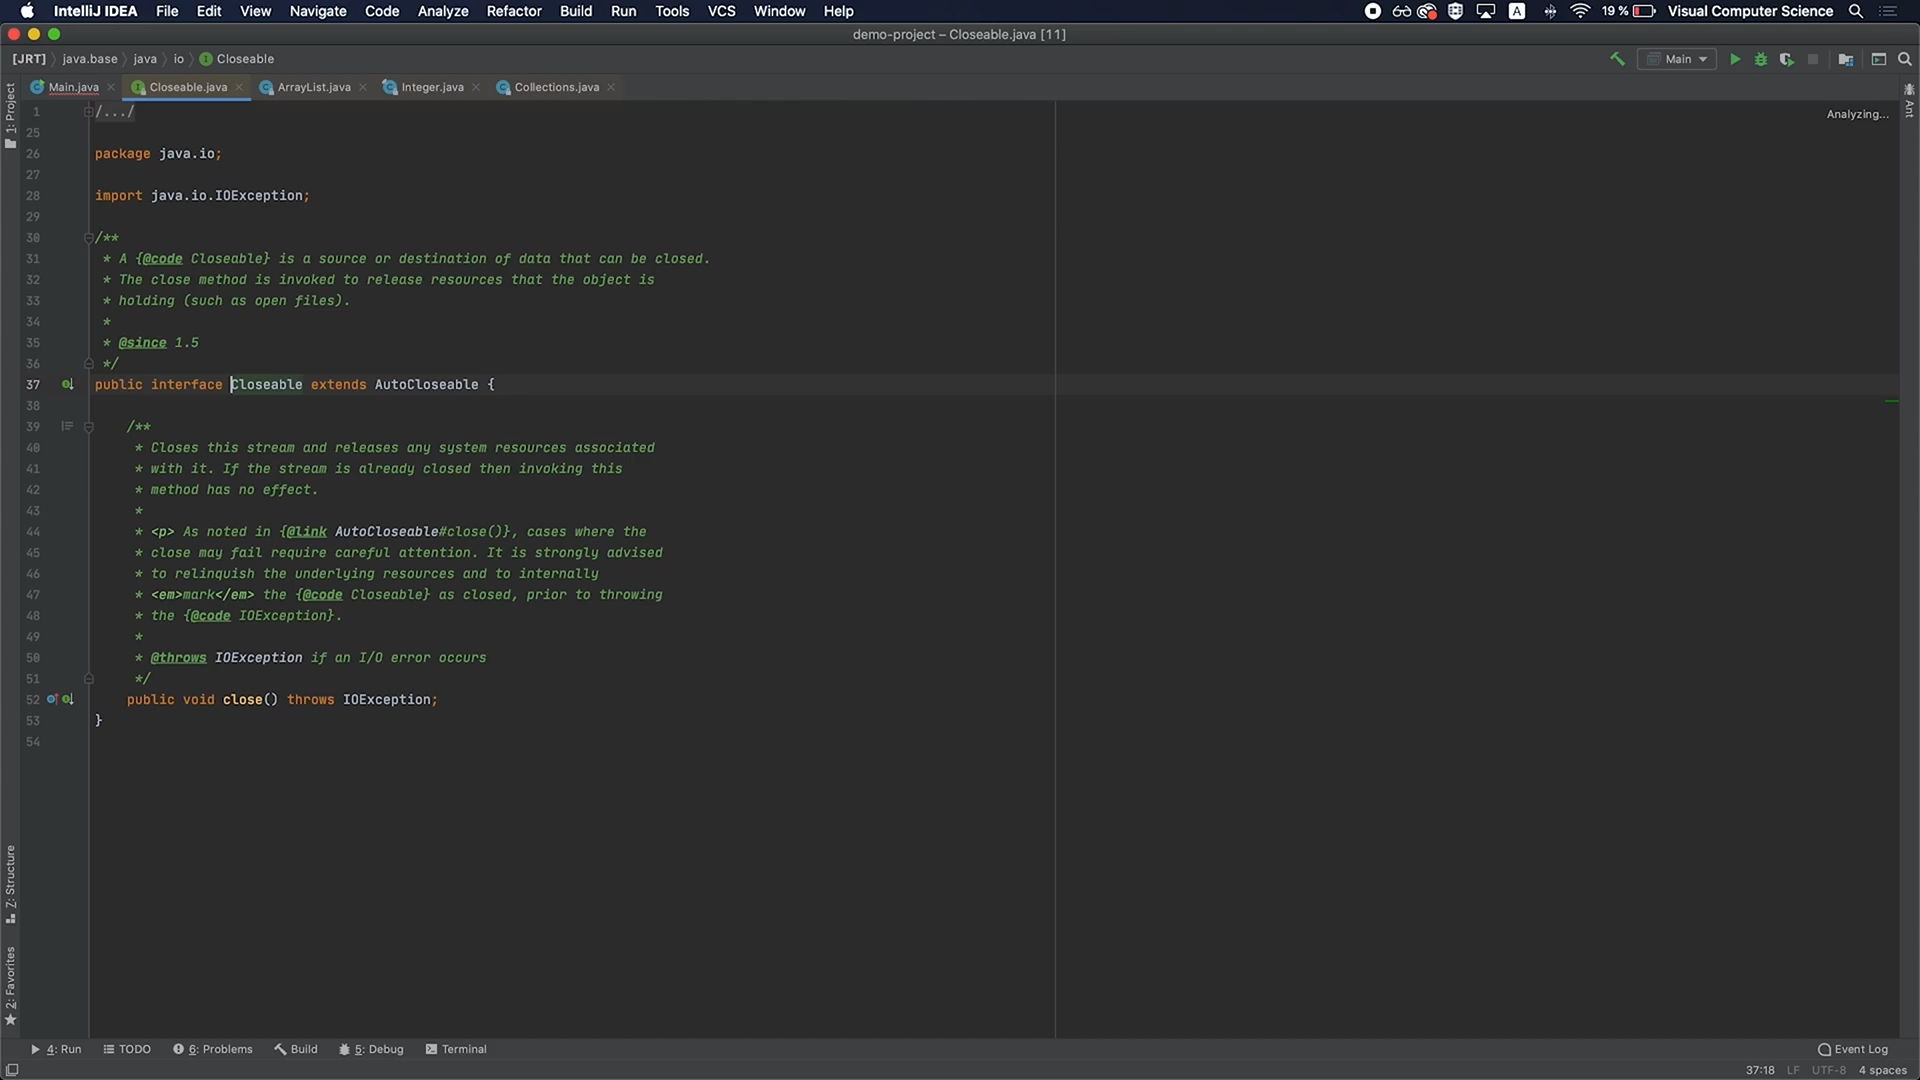 IntelliJ IDEA File Edit View Navigate Code Analyze Refactor Build Run Tools VCS Window Help A 19 % Visual Computer Science
demo-project – Closeable.java [11]
[JRT] java.base java io Closeable Main
Main.java Closeable.java ArrayList.java Integer.java Collections.java
1: Project
Ant
Analyzing...
1 /.../
25
26 package java.io;
27
28 import java.io.IOException;
29
30 /**
31 * A {@code Closeable} is a source or destination of data that can be closed.
32 * The close method is invoked to release resources that the object is
33 * holding (such as open files).
34 *
35 * @since 1.5
36 */
37 public interface Closeable extends AutoCloseable {
38
39 /**
40 * Closes this stream and releases any system resources associated
41 * with it. If the stream is already closed then invoking this
42 * method has no effect.
43 *
44 * <p> As noted in {@link AutoCloseable#close()}, cases where the
45 * close may fail require careful attention. It is strongly advised
46 * to relinquish the underlying resources and to internally
47 * <em>mark</em> the {@code Closeable} as closed, prior to throwing
48 * the {@code IOException}.
49 *
50 * @throws IOException if an I/O error occurs
51 */
52 public void close() throws IOException;
53 }
54
Z: Structure
2: Favorites
4: Run TODO 6: Problems Build 5: Debug Terminal Event Log
37:18 LF UTF-8 4 spaces